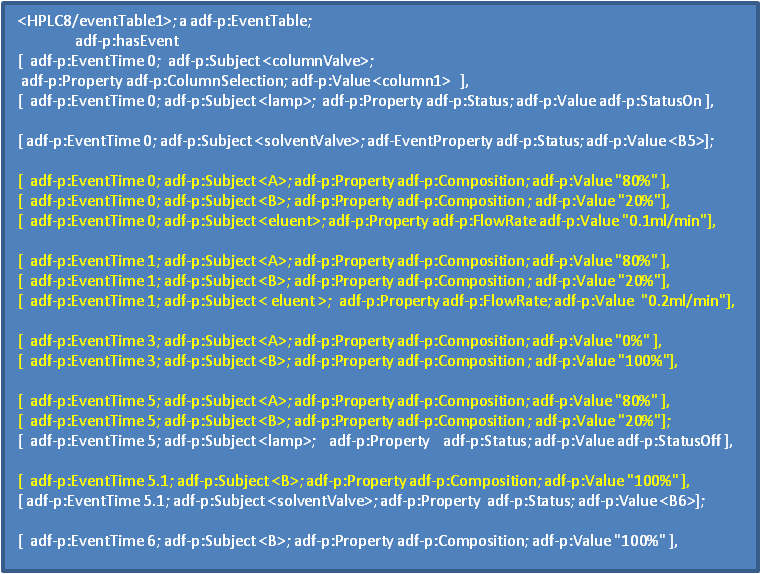 <HPLC8/eventTable1>; a adf-p:EventTable;
adf-p:hasEvent
[ adf-p:EventTime 0; adf-p:Subject <columnValve>;
adf-p:Property adf-p:ColumnSelection; adf-p:Value <column1> ],
[ adf-p:EventTime 0; adf-p:Subject <lamp>; adf-p:Property adf-p:Status; adf-p:Value adf-p:StatusOn ],
[ adf-p:EventTime 0; adf-p:Subject <solventValve>; adf-EventProperty adf-p:Status; adf-p:Value <B5>];
[ adf-p:EventTime 0; adf-p:Subject <A>; adf-p:Property adf-p:Composition; adf-p:Value "80%" ],
[ adf-p:EventTime 0; adf-p:Subject <B>; adf-p:Property adf-p:Composition ; adf-p:Value "20%"],
[ adf-p:EventTime 0; adf-p:Subject <eluent>; adf-p:Property adf-p:FlowRate adf-p:Value "0.1ml/min"],
[ adf-p:EventTime 1; adf-p:Subject <A>; adf-p:Property adf-p:Composition; adf-p:Value "80%" ],
[ adf-p:EventTime 1; adf-p:Subject <B>; adf-p:Property adf-p:Composition ; adf-p:Value "20%"],
[ adf-p:EventTime 1; adf-p:Subject < eluent >; adf-p:Property adf-p:FlowRate; adf-p:Value "0.2ml/min"],
[ adf-p:EventTime 3; adf-p:Subject <A>; adf-p:Property adf-p:Composition; adf-p:Value "0%" ],
[ adf-p:EventTime 3; adf-p:Subject <B>; adf-p:Property adf-p:Composition ; adf-p:Value "100%"],
[ adf-p:EventTime 5; adf-p:Subject <A>; adf-p:Property adf-p:Composition; adf-p:Value "80%" ],
[ adf-p:EventTime 5; adf-p:Subject <B>; adf-p:Property adf-p:Composition ; adf-p:Value "20%"];
[ adf-p:EventTime 5; adf-p:Subject <lamp>; adf-p:Property adf-p:Status; adf-p:Value adf-p:StatusOff ],
[ adf-p:EventTime 5.1; adf-p:Subject <B>; adf-p:Property adf-p:Composition; adf-p:Value "100%" ],
[ adf-p:EventTime 5.1; adf-p:Subject <solventValve>; adf-p:Property adf-p:Status; adf-p:Value <B6>];
[ adf-p:EventTime 6; adf-p:Subject <B>; adf-p:Property adf-p:Composition; adf-p:Value "100%" ],